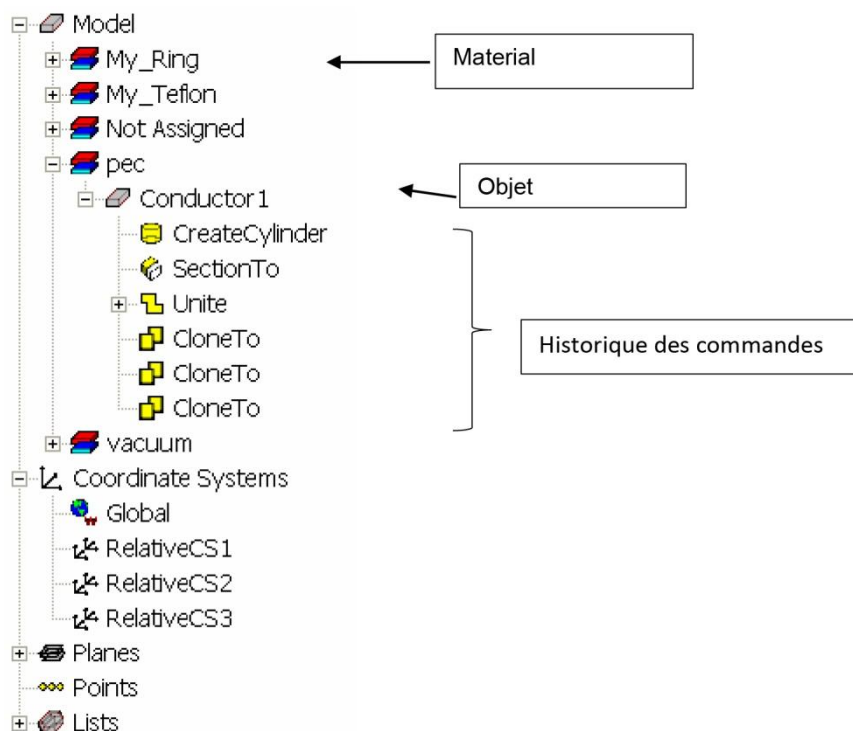 Model
My_Ring
Material
My_Teflon
Not Assigned
pec
Conductor1
Objet
CreateCylinder
SectionTo
Unite
CloneTo
Historique des commandes
CloneTo
CloneTo
vacuum
Coordinate Systems
Global
RelativeCS1
RelativeCS2
RelativeCS3
Planes
Points
Lists